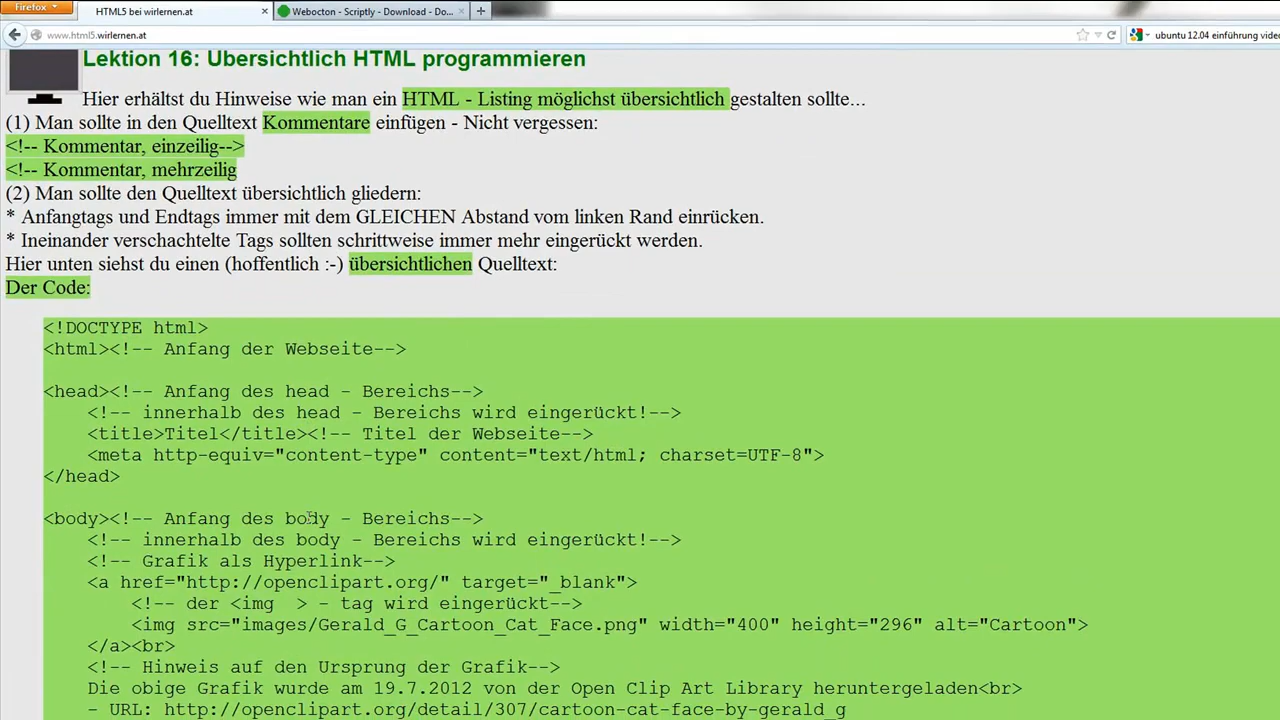 Firefox
HTML5 bei wirlernen.at
Webocton - Scriptly - Download - Do...
www.html5.wirlernen.at
ubuntu 12.04 einführung video
Lektion 16: Übersichtlich HTML programmieren
Hier erhältst du Hinweise wie man ein HTML - Listing möglichst übersichtlich gestalten sollte...
(1) Man sollte in den Quelltext Kommentare einfügen - Nicht vergessen:
<!-- Kommentar, einzeilig-->
<!-- Kommentar, mehrzeilig
(2) Man sollte den Quelltext übersichtlich gliedern:
* Anfangtags und Endtags immer mit dem GLEICHEN Abstand vom linken Rand einrücken.
* Ineinander verschachtelte Tags sollten schrittweise immer mehr eingerückt werden.
Hier unten siehst du einen (hoffentlich :-) übersichtlichen Quelltext:
Der Code:
<!DOCTYPE html>
<html><!-- Anfang der Webseite-->
<head><!-- Anfang des head - Bereichs-->
<!-- innerhalb des head - Bereichs wird eingerückt!-->
<title>Titel</title><!-- Titel der Webseite-->
<meta http-equiv="content-type" content="text/html; charset=UTF-8">
</head>
<body><!-- Anfang des body - Bereichs-->
<!-- innerhalb des body - Bereichs wird eingerückt!-->
<!-- Grafik als Hyperlink-->
<a href="http://openclipart.org/" target="_blank">
<!-- der <img  > - tag wird eingerückt-->
<img src="images/Gerald_G_Cartoon_Cat_Face.png" width="400" height="296" alt="Cartoon">
</a><br>
<!-- Hinweis auf den Ursprung der Grafik-->
Die obige Grafik wurde am 19.7.2012 von der Open Clip Art Library heruntergeladen<br>
- URL: http://openclipart.org/detail/307/cartoon-cat-face-by-gerald_g